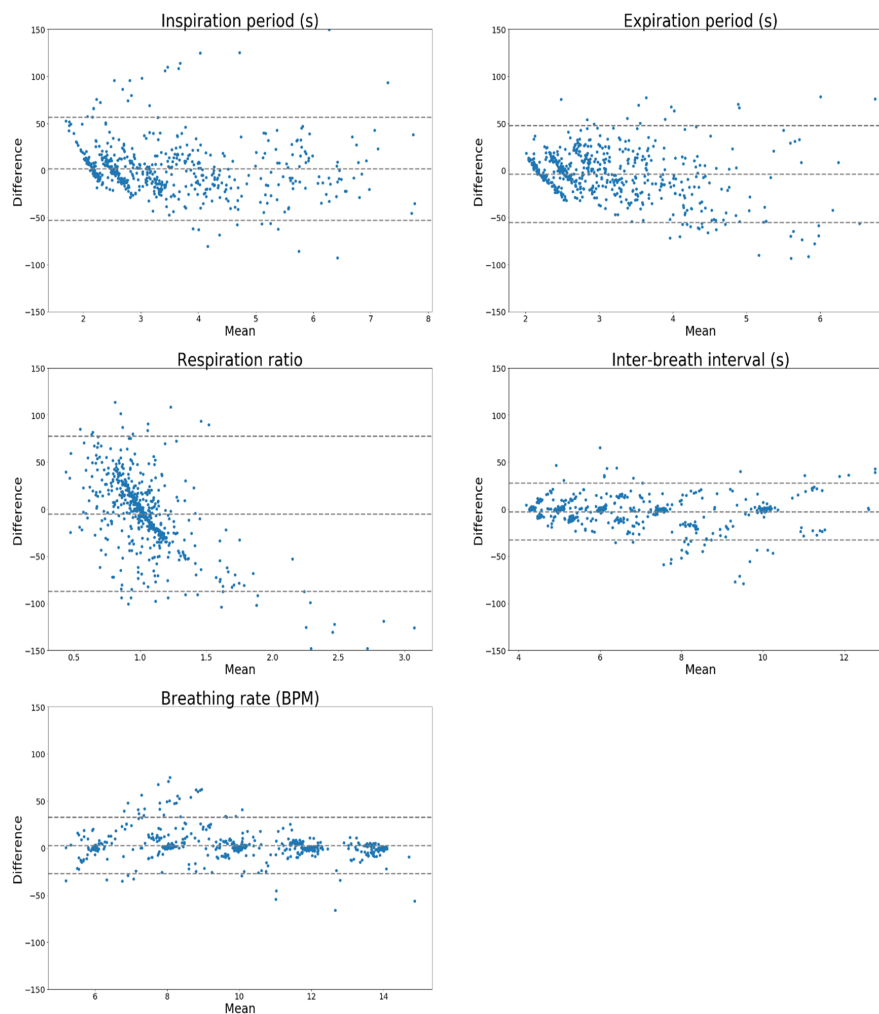 Inspiration period (s)
150
100
50
0
−50
−100
−150
Difference
2 3 4 5 6 7 8
Mean
Expiration period (s)
150
100
50
0
−50
−100
−150
Difference
2 3 4 5 6
Mean
Respiration ratio
150
100
50
0
−50
−100
−150
Difference
0.5 1.0 1.5 2.0 2.5 3.0
Mean
Inter-breath interval (s)
150
100
50
0
−50
−100
−150
Difference
4 6 8 10 12
Mean
Breathing rate (BPM)
150
100
50
0
−50
−100
−150
Difference
6 8 10 12 14
Mean